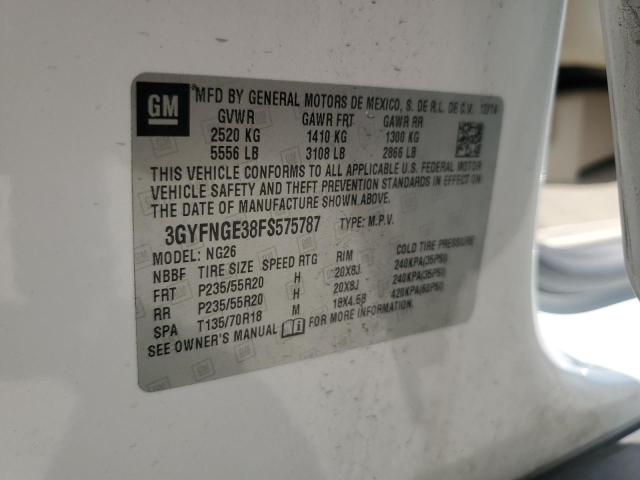 GM
MFD BY GENERAL MOTORS DE MEXICO, S. DE R.L. DE C.V. 12/14
GVWR GAWR FRT GAWR RR
2520 KG 1410 KG 1300 KG
5556 LB 3108 LB 2866 LB
THIS VEHICLE CONFORMS TO ALL APPLICABLE U.S. FEDERAL MOTOR
VEHICLE SAFETY AND THEFT PREVENTION STANDARDS IN EFFECT ON
THE DATE OF MANUFACTURE SHOWN ABOVE.
3GYFNGE38FS575787 TYPE: M.P.V.
MODEL: NG26
NBBF TIRE SIZE SPEED RTG RIM COLD TIRE PRESSURE
FRT P235/55R20 H 20X8J 240KPA(35PSI)
RR P235/55R20 H 20X8J 240KPA(35PSI)
SPA T135/70R18 M 18X4.5B 420KPA(60PSI)
SEE OWNER'S MANUAL FOR MORE INFORMATION.